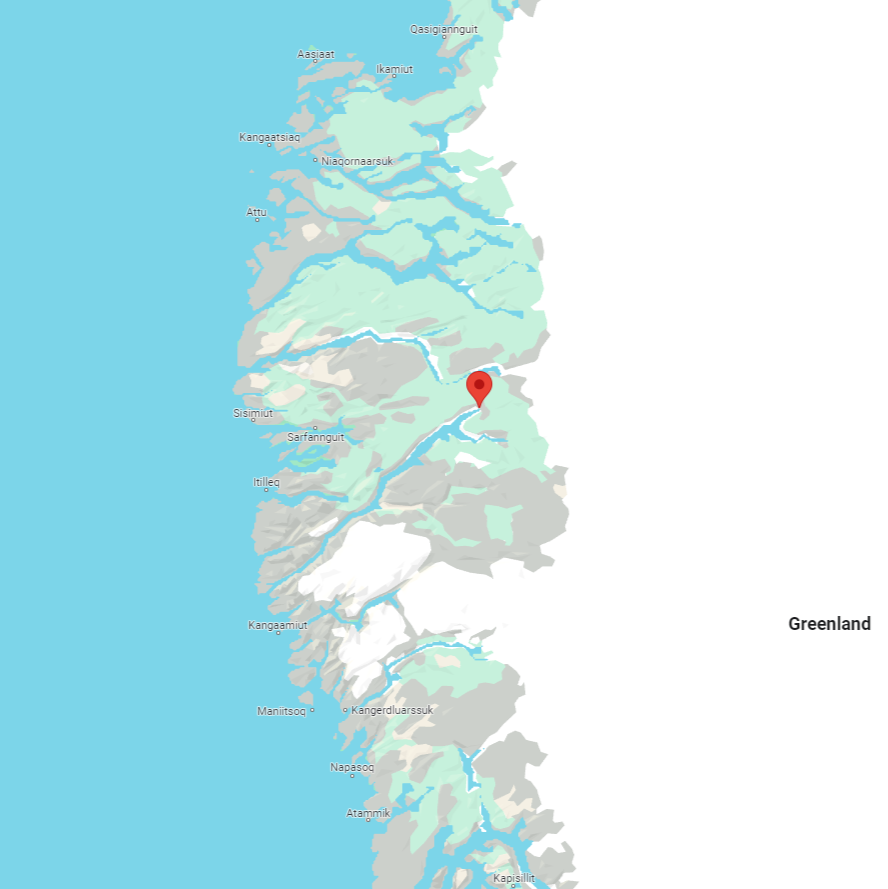 Qasigiannguit
Aasiaat
Ikamiut
Kangaatsiaq
Niaqornaarsuk
Attu
Sisimiut
Sarfannguit
Itilleq
Greenland
Kangaamiut
Maniitsoq
Kangerdluarssuk
Napasoq
Atammik
Kapisillit